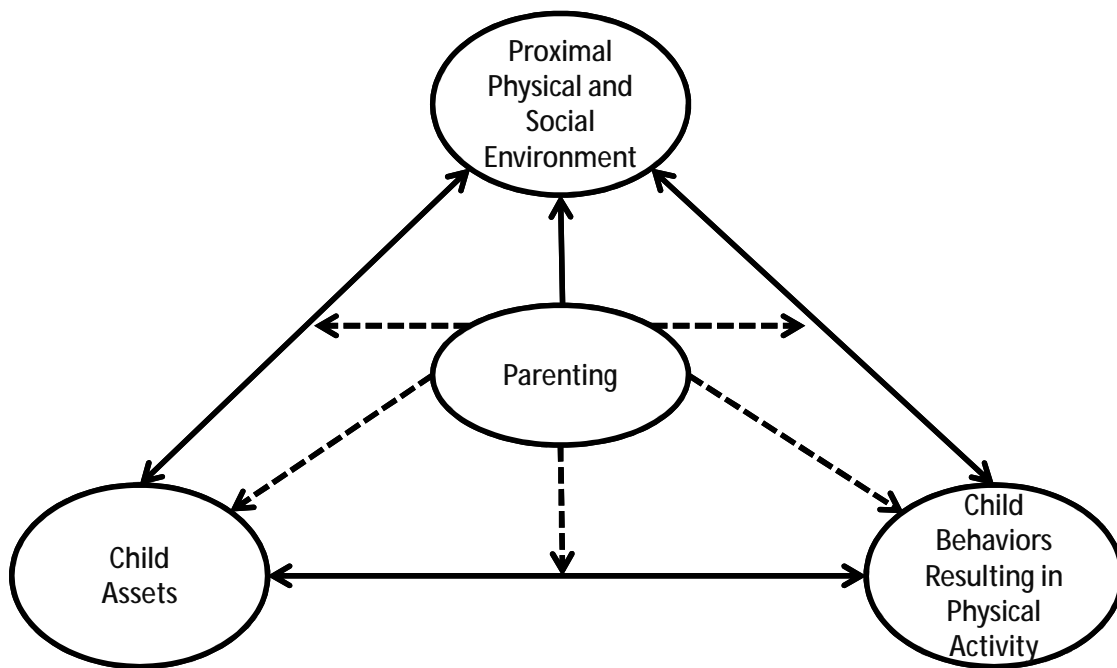 Proximal
Physical and
Social
Environment
Parenting
Child
Assets
Child
Behaviors
Resulting in
Physical
Activity